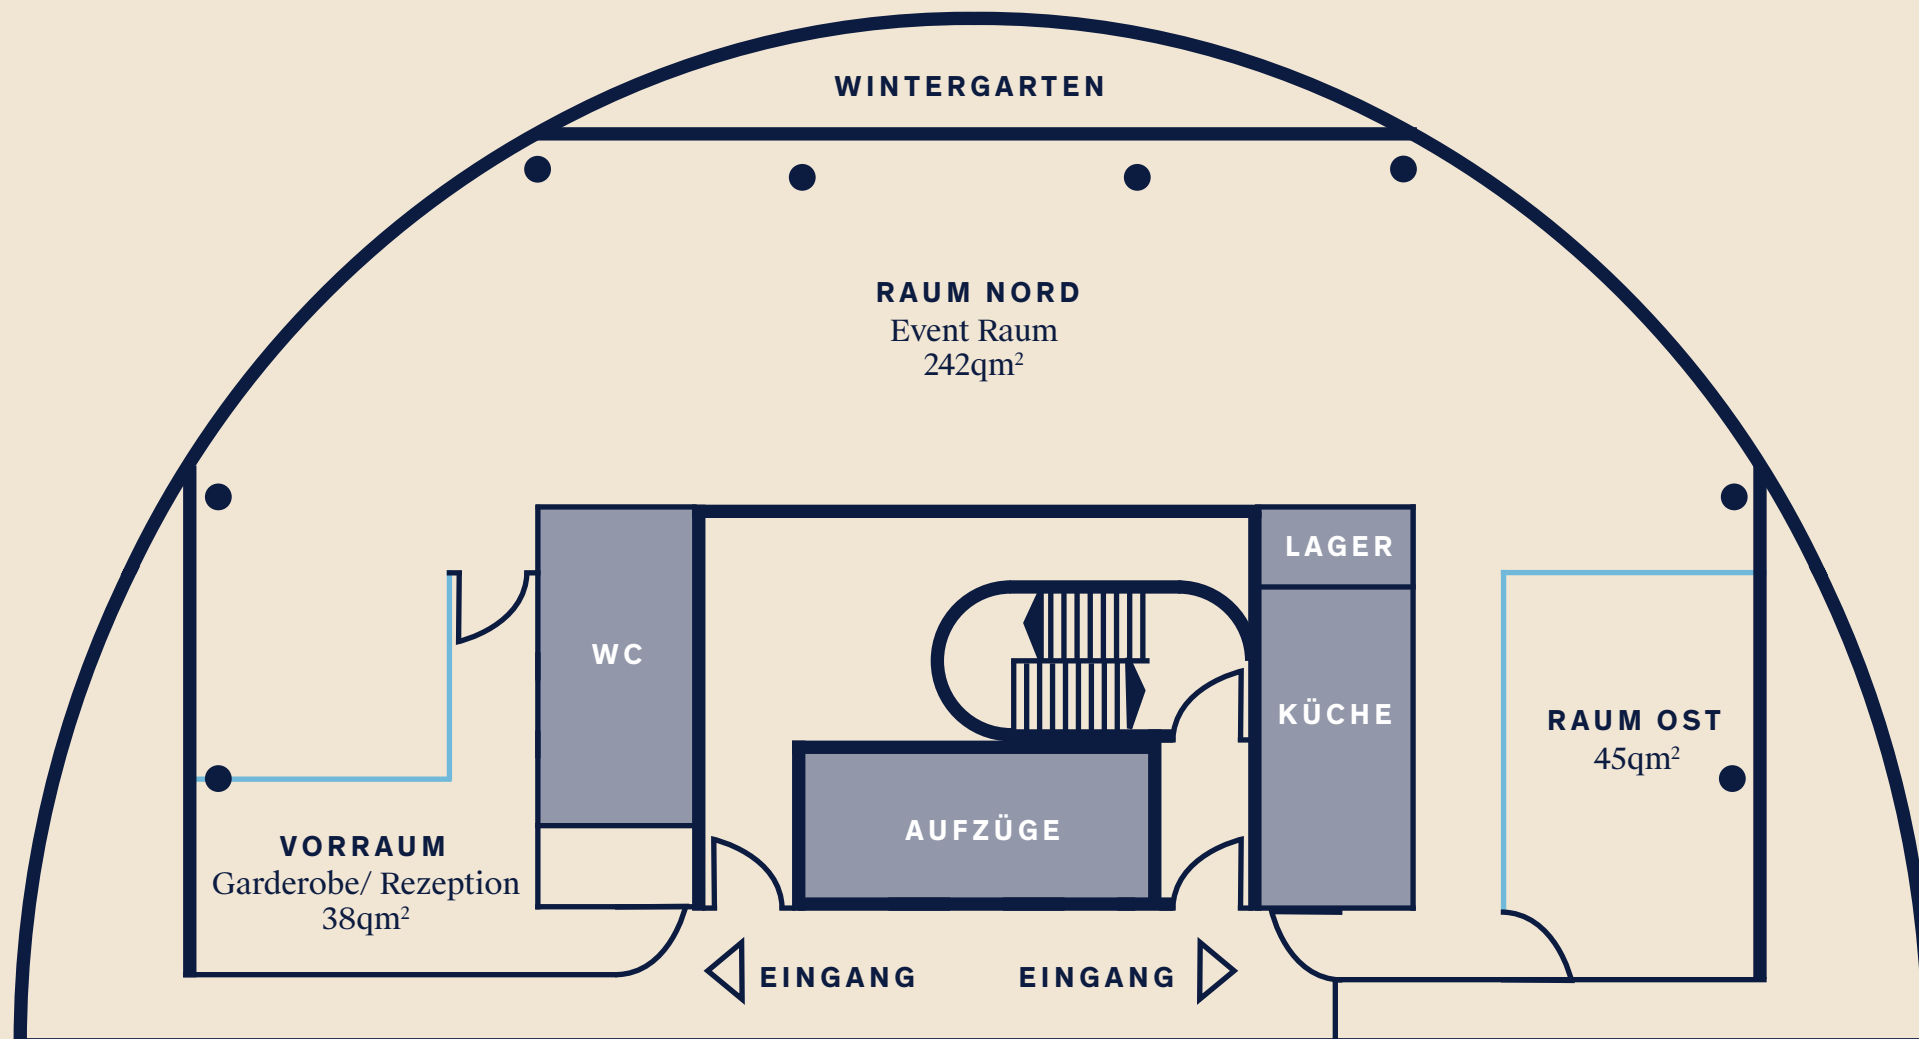 WINTERGARTEN
RAUM NORD
Event Raum
242qm²
LAGER
WC
KÜCHE
RAUM OST
45qm²
AUFZÜGE
VORRAUM
Garderobe/ Rezeption
38qm²
EINGANG
EINGANG